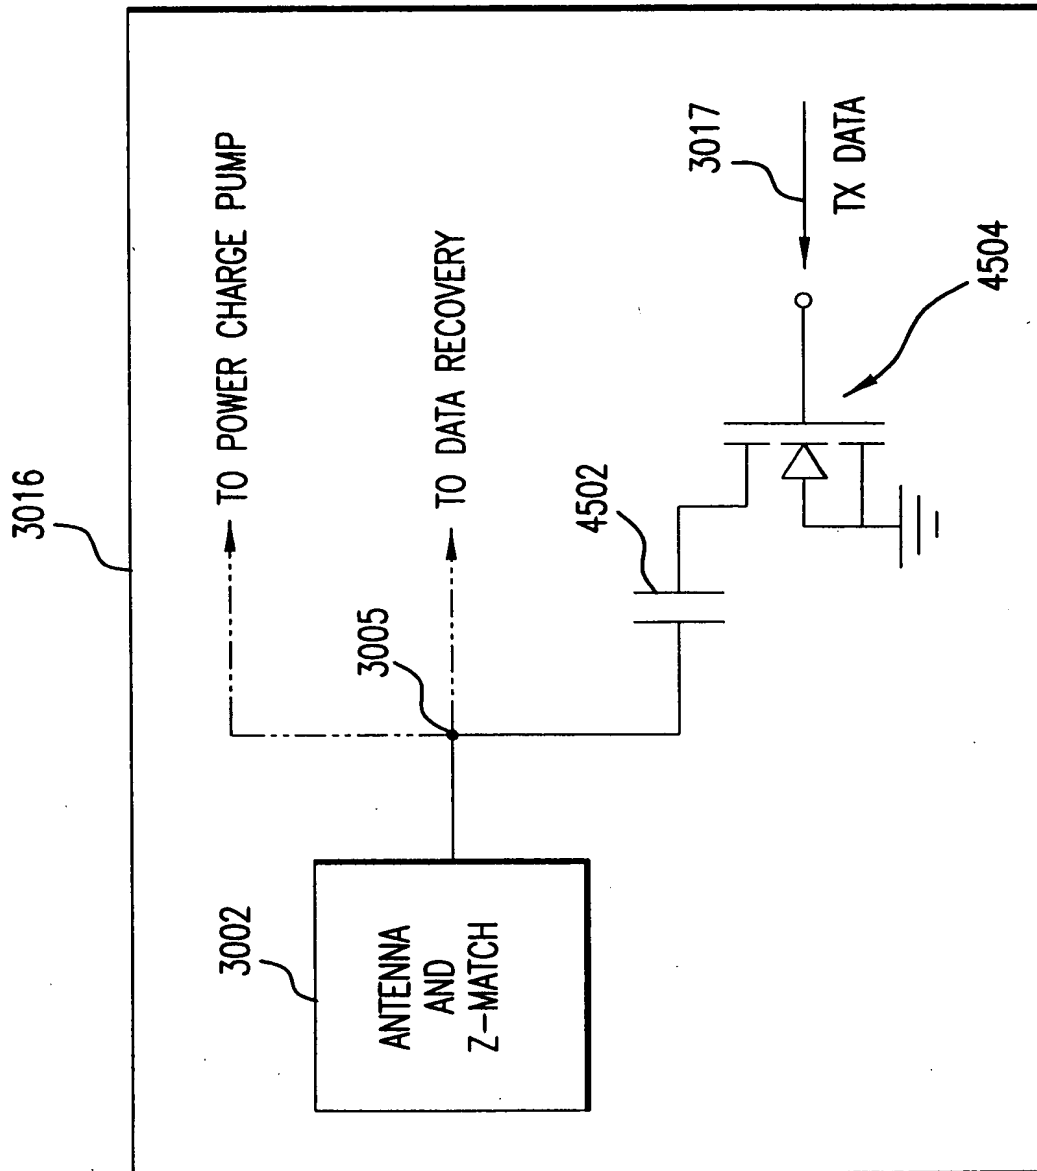 3016
TO POWER CHARGE PUMP
TO DATA RECOVERY
3005
3002
ANTENNA
AND
Z-MATCH
4502
3017
TX DATA
4504